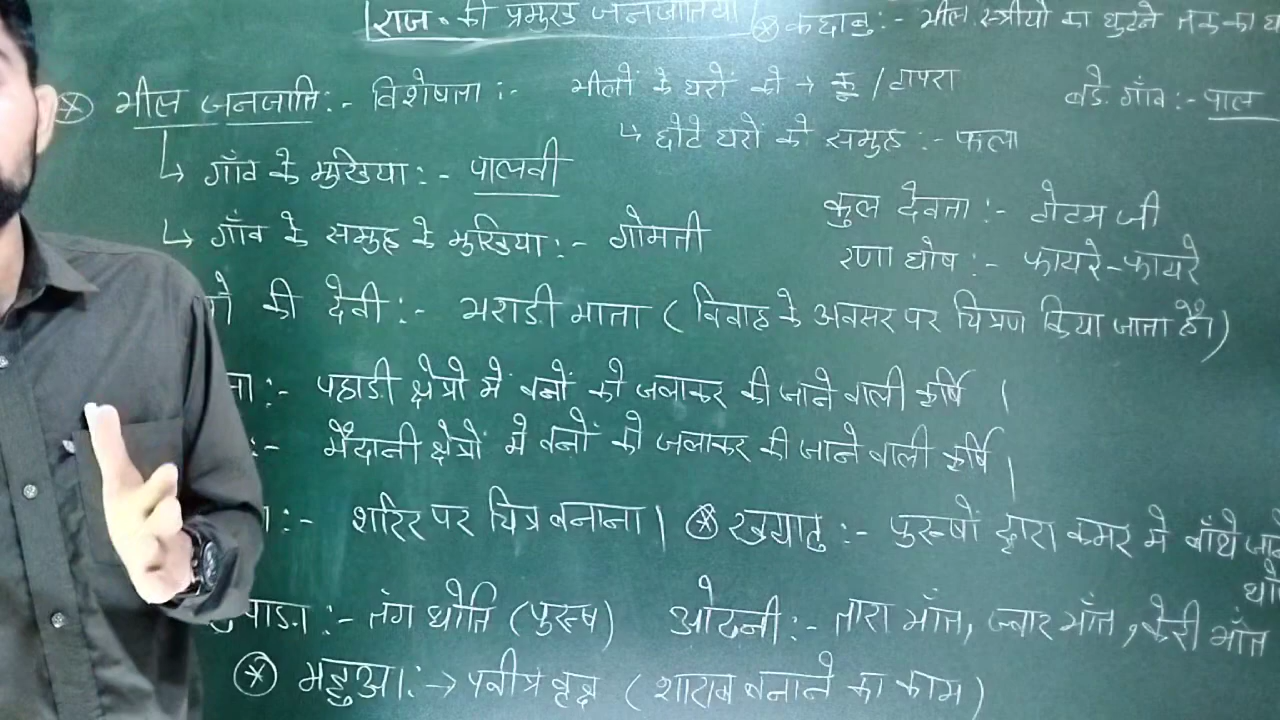 राज. की प्रमुख जनजातियाँ
* कछाबु :- भील स्त्रीयो का घुटने तक का
* भील जनजाति :- विशेषता :- भीलों के घरों को → कू / टापरा
बडे. गाँव :- पाल
↳ छोटे घरों के समुह :- फला
↳ गाँव के मुखिया :- पालवी
↳ गाँव के समुह के मुखिया :- गोमती
कुल देवता :- टोटम जी
रणा घोष :- फायरे-फायरे
की देवी :- भराडी माता ( विवाह के अवसर पर चित्रण किया जाता हैं। )
:- पहाडी क्षेत्रो में वनों को जलाकर की जाने वाली कृर्षि ।
:- मैदानी क्षेत्रों में वनों को जलाकर की जाने वाली कृर्षि ।
:- शरिर पर चित्र बनाना । * खयाटु :- पुरूषों द्वारा कमर मे बाँधे
:- तंग धोति (पुरूष) ओढनी :- तारा भाँत, ज्वार भाँत, केरी भाँत
* महुआ :→ पवीत्र वृक्ष ( शाराब बनाने का काम )